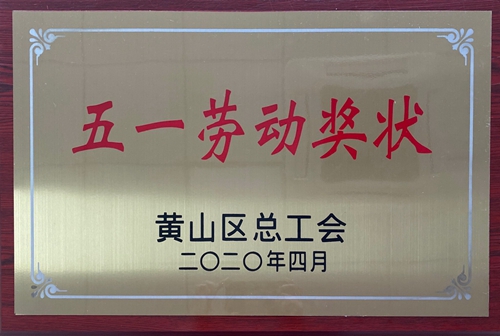 五一劳动奖状
黄山区总工会
二〇二〇年四月